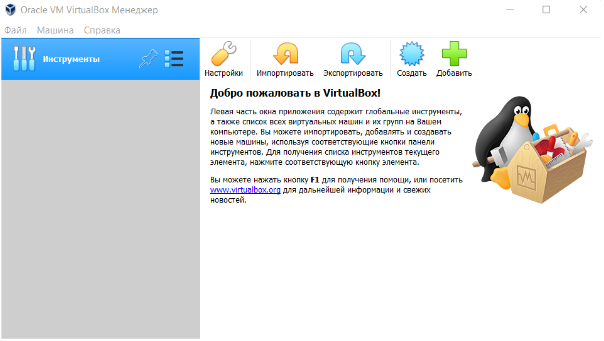 Oracle VM VirtualBox Менеджер
Файл Машина Справка
Инструменты
Настройки Импортировать Экспортировать Создать Добавить
Добро пожаловать в VirtualBox!
Левая часть окна приложения содержит глобальные инструменты,
а также список всех виртуальных машин и их групп на Вашем
компьютере. Вы можете импортировать, добавлять и создавать
новые машины, используя соответствующие кнопки панели
инструментов. Для получения списка инструментов текущего
элемента, нажмите соответствующую кнопку элемента.
Вы можете нажать кнопку F1 для получения помощи, или посетить
www.virtualbox.org для дальнейшей информации и свежих
новостей.